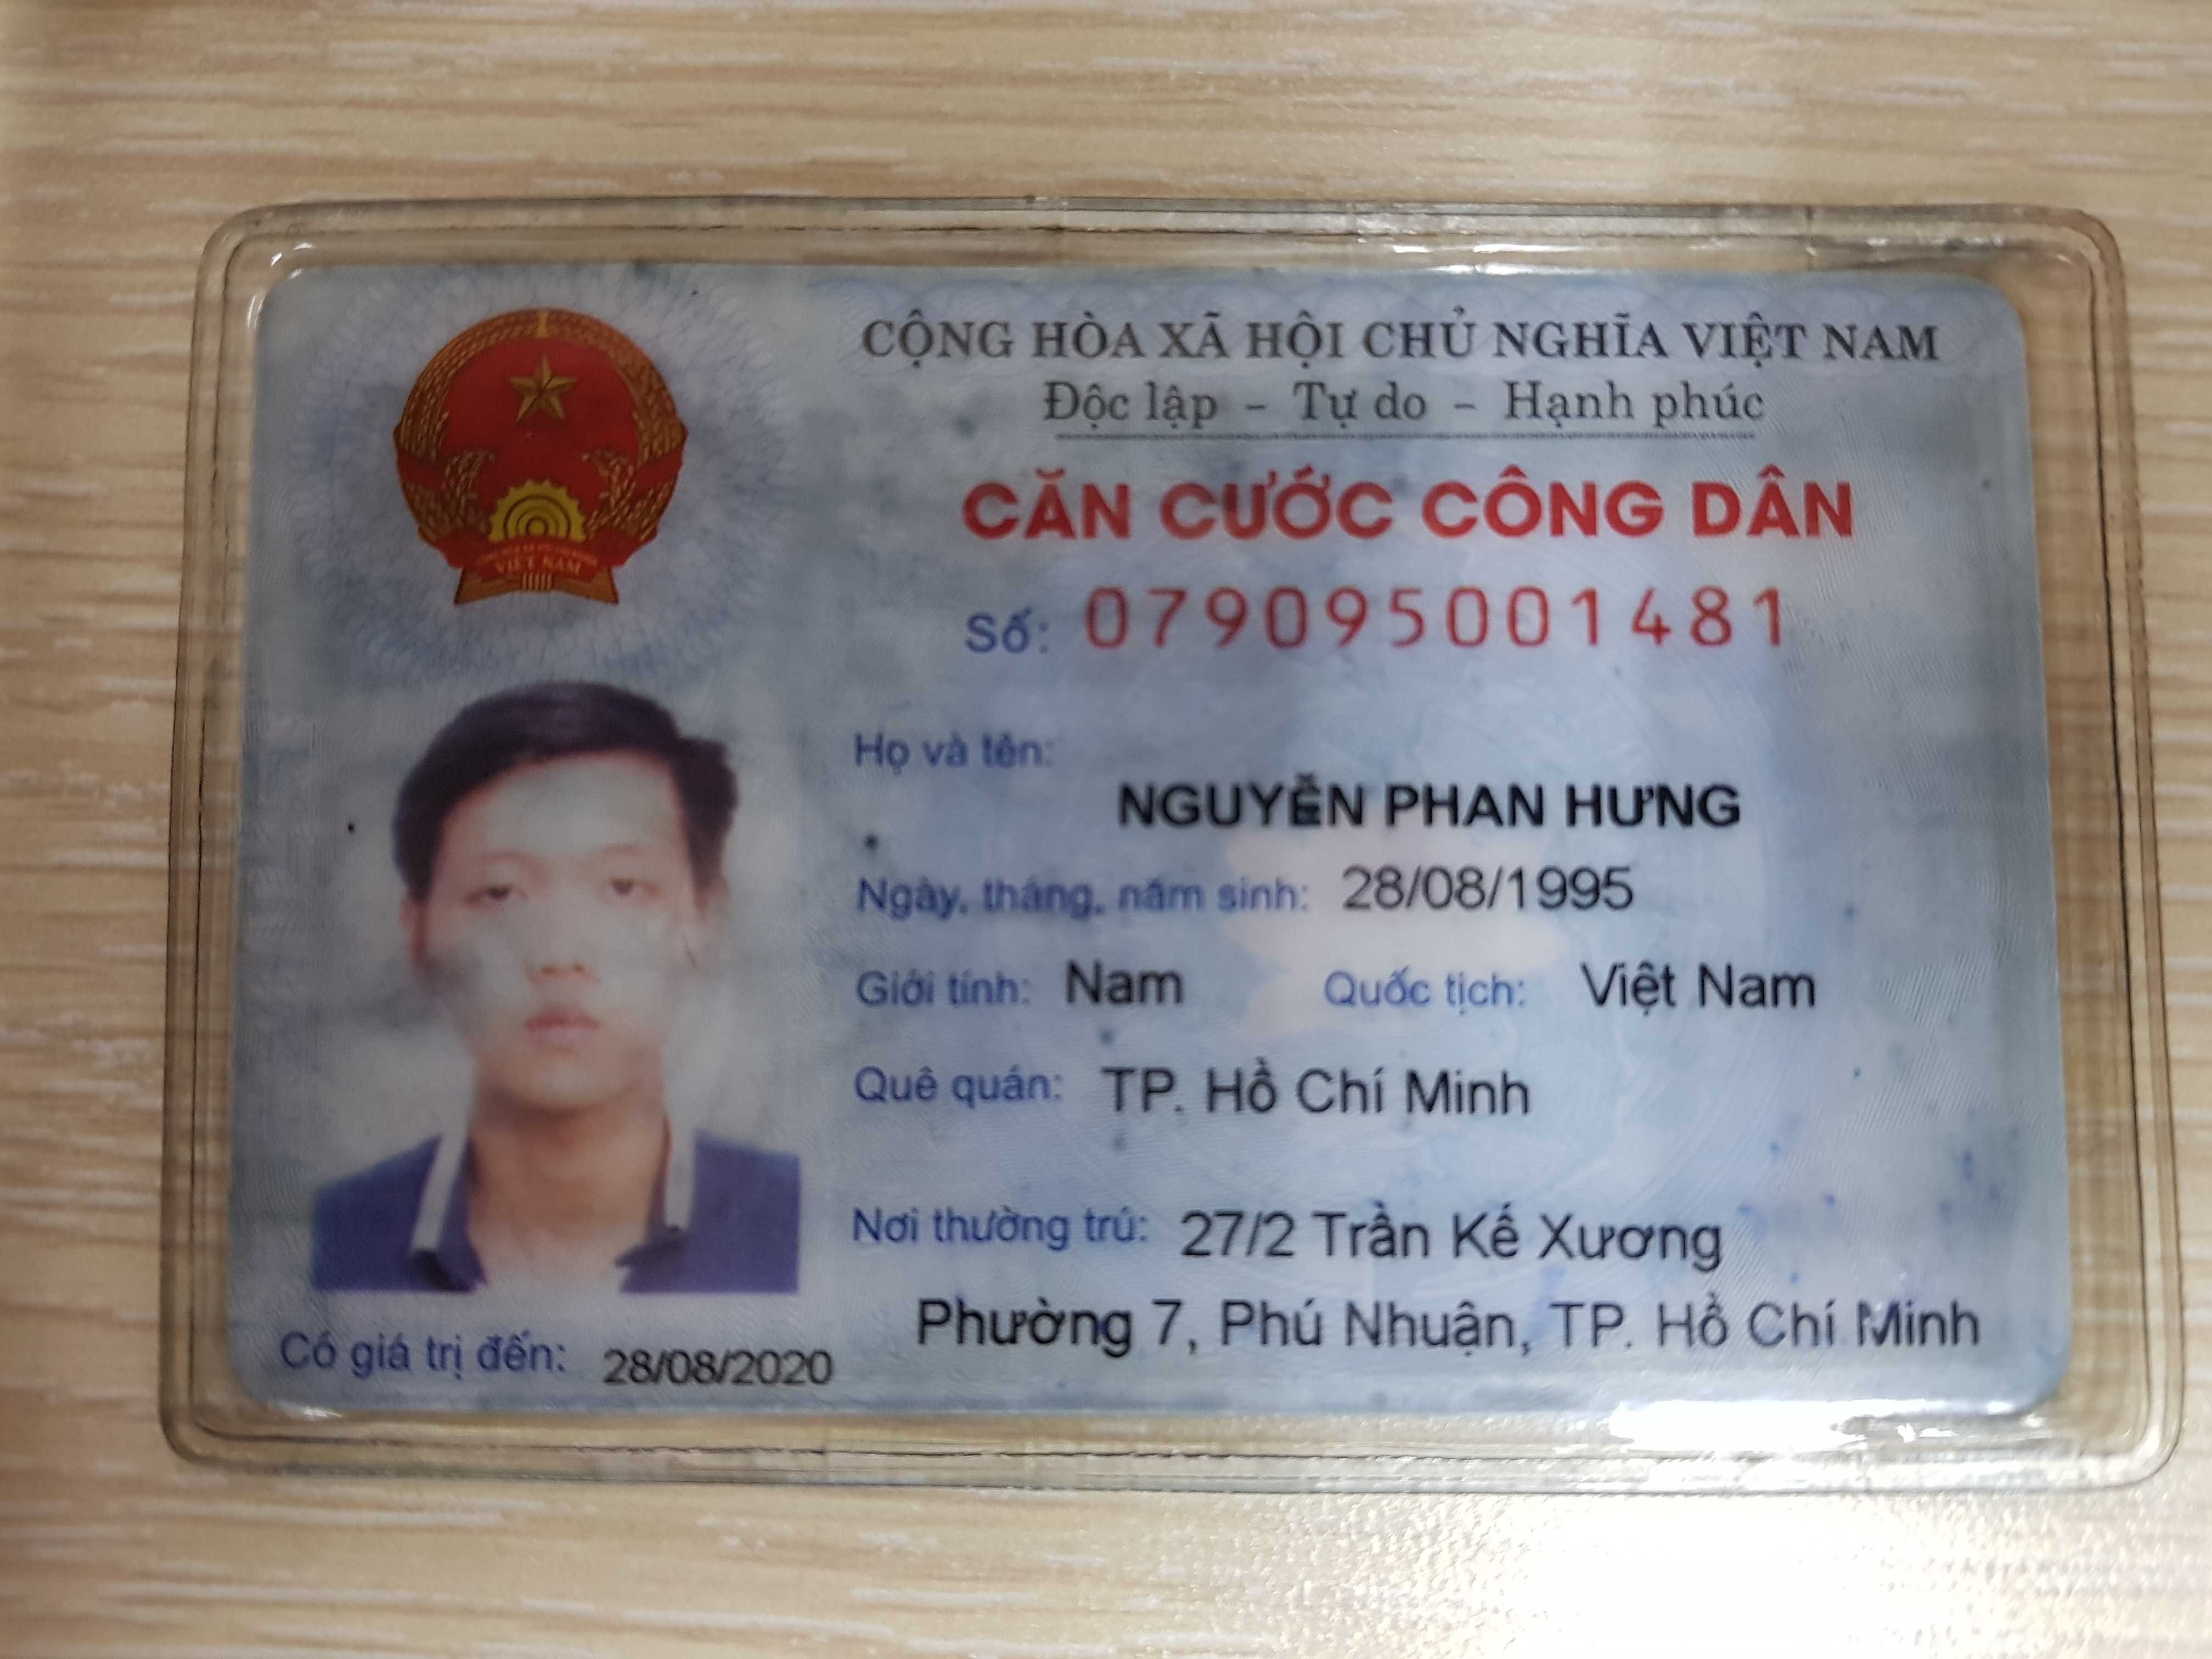 CỘNG HÒA XÃ HỘI CHỦ NGHĨA VIỆT NAM
Độc lập - Tự do - Hạnh phúc
CĂN CƯỚC CÔNG DÂN
Số: 079095001481
Họ và tên:
NGUYỄN PHAN HƯNG
Ngày, tháng, năm sinh: 28/08/1995
Giới tính: Nam Quốc tịch: Việt Nam
Quê quán: TP. Hồ Chí Minh
Nơi thường trú: 27/2 Trần Kế Xương
Phường 7, Phú Nhuận, TP. Hồ Chí Minh
Có giá trị đến: 28/08/2020
VIỆT NAM